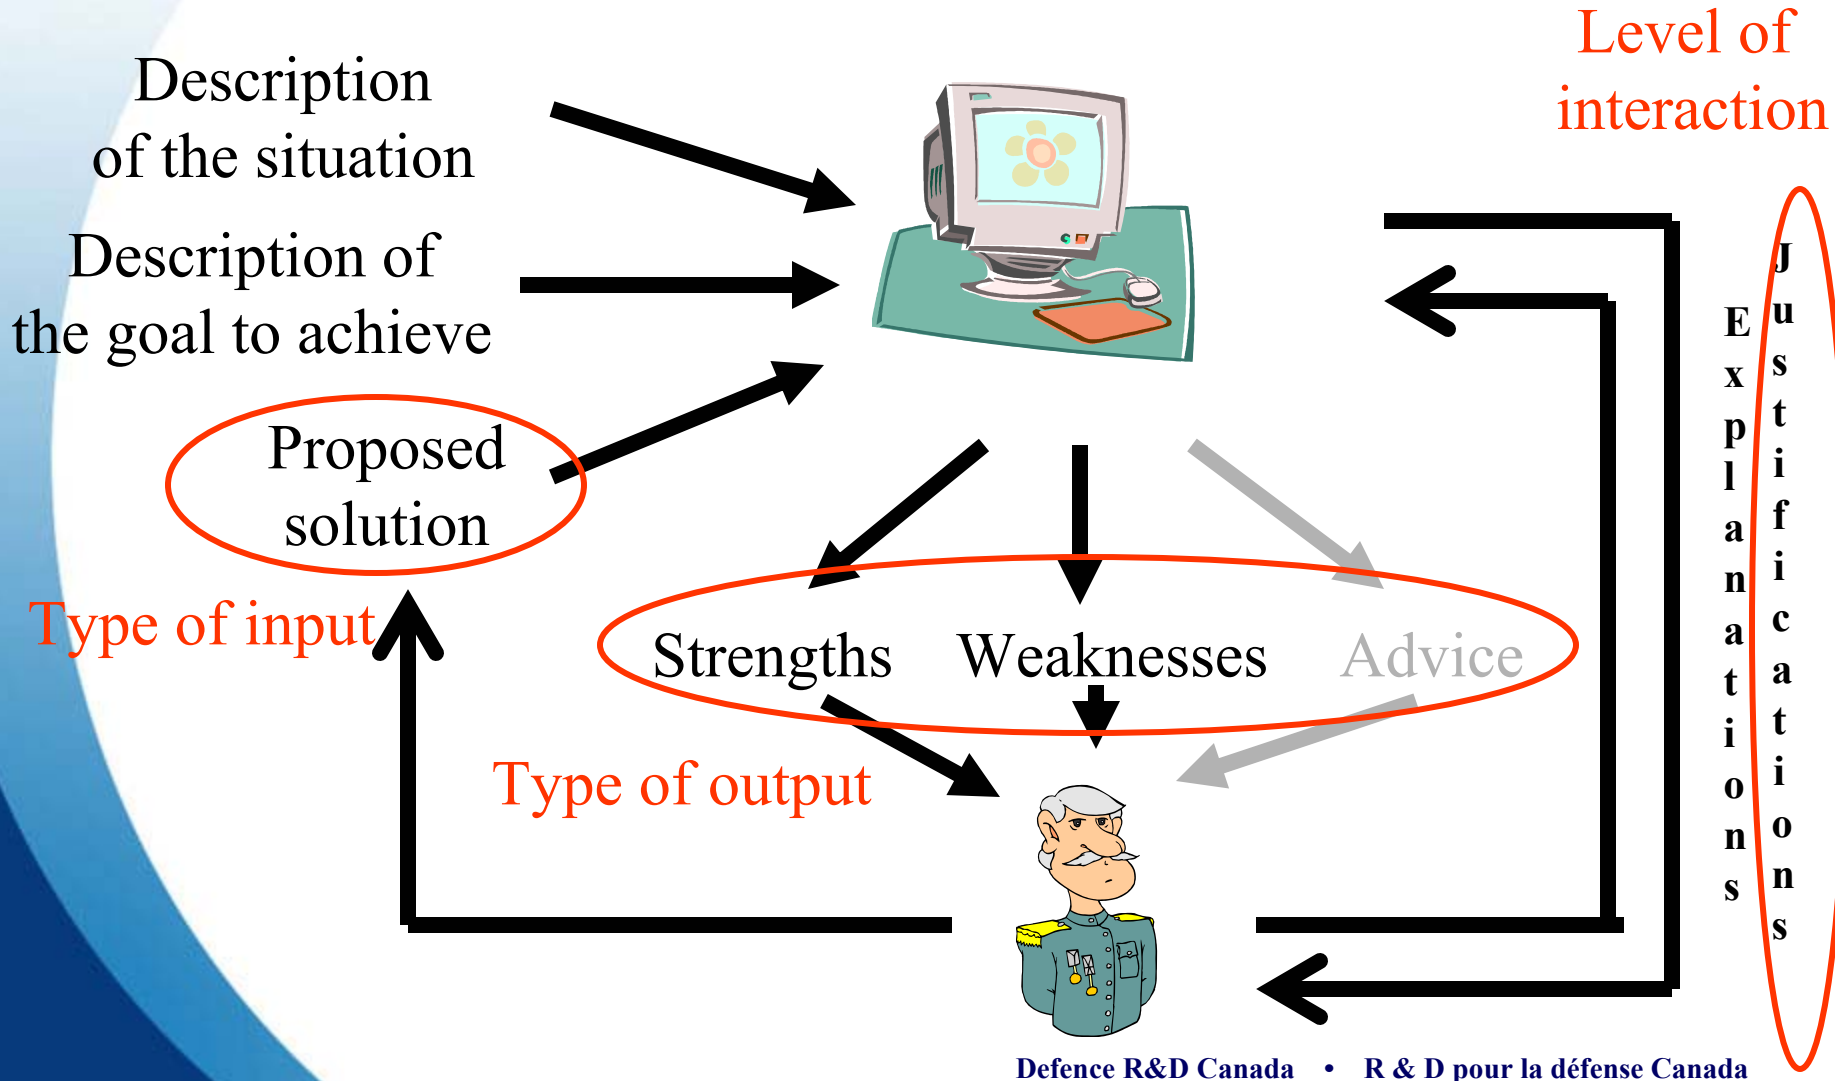 Level of
interaction
Description
of the situation
Description of
the goal to achieve
Proposed
solution
Type of input
Strengths Weaknesses Advice
Type of output
Explanations
Justifications
Defence R&D Canada • R & D pour la défense Canada